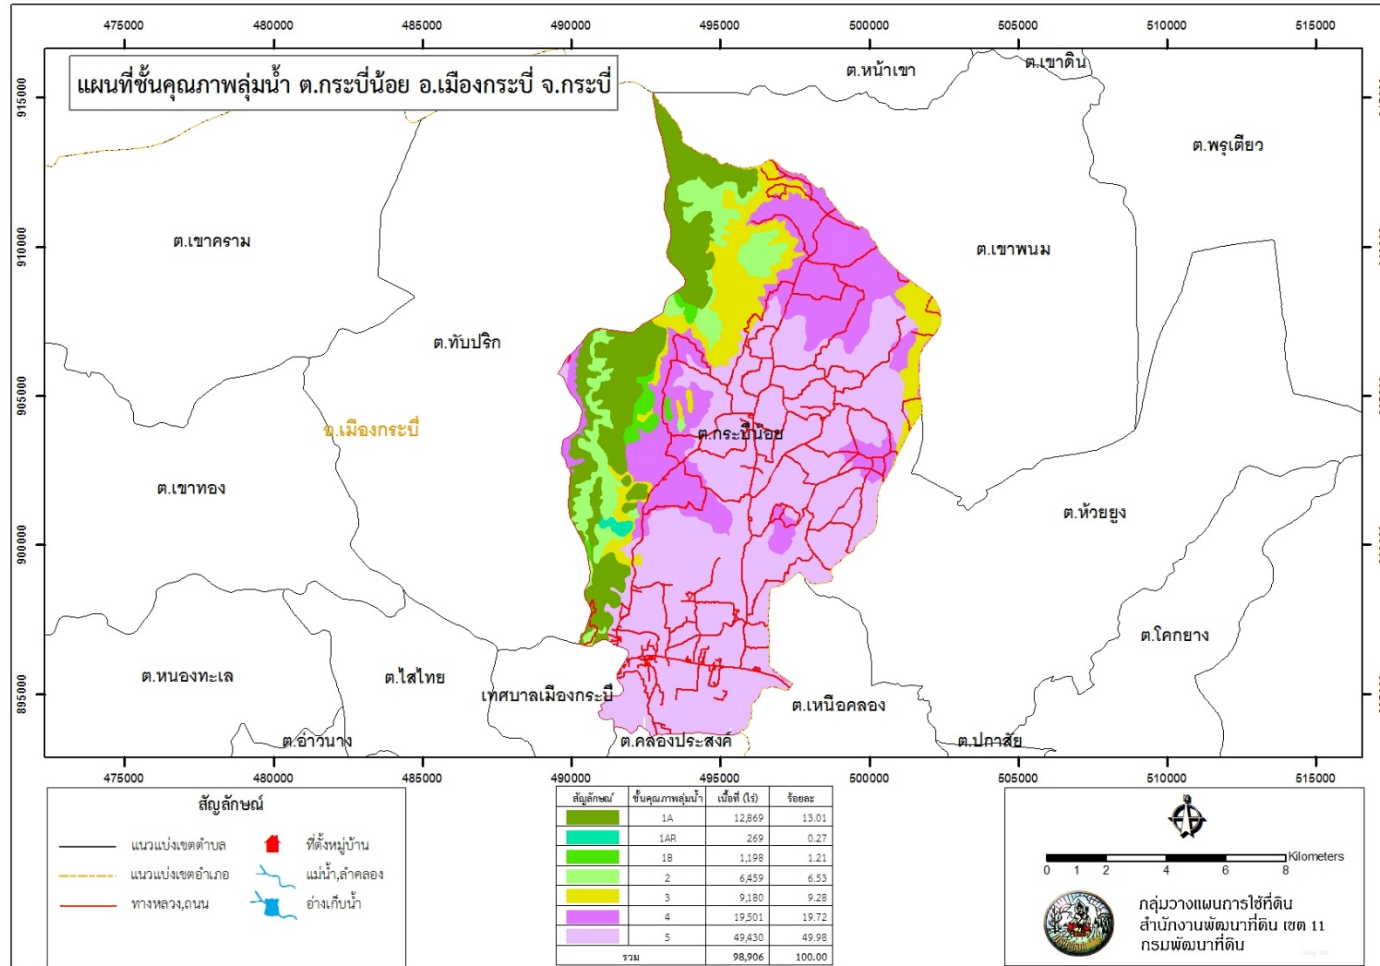 475000 480000 485000 490000 495000 500000 505000 510000 515000
แผนที่ชั้นคุณภาพลุ่มน้ำ ต.กระบี่น้อย อ.เมืองกระบี่ จ.กระบี่
ต.หน้าเขา
ต.เขาดิน
915000
ต.พรุเตียว
ต.เขาคราม
ต.เขาพนม
910000
ต.ทับปริก
905000
อ.เมืองกระบี่
ต.กระบี่น้อย
ต.เขาทอง
ต.ห้วยยูง
900000
ต.โคกยาง
ต.หนองทะเล
ต.ไสไทย
เทศบาลเมืองกระบี่
ต.เหนือคลอง
895000
ต.อ่าวนาง
ต.คลองประสงค์
ต.ปกาสัย
475000 480000 485000 490000 495000 500000 505000 510000 515000
สัญลักษณ์
แนวแบ่งเขตตำบล
ที่ตั้งหมู่บ้าน
แนวแบ่งเขตอำเภอ
แม่น้ำ,ลำคลอง
ทางหลวง,ถนน
อ่างเก็บน้ำ
สัญลักษณ์ ชั้นคุณภาพลุ่มน้ำ เนื้อที่ (ไร่) ร้อยละ
1A 12,869 13.01
1AR 269 0.27
1B 1,198 1.21
2 6,459 6.53
3 9,180 9.28
4 19,501 19.72
5 49,430 49.98
รวม 98,906 100.00
Kilometers
0 1 2 4 6 8
กลุ่มวางแผนการใช้ที่ดิน
สำนักงานพัฒนาที่ดิน เขต 11
กรมพัฒนาที่ดิน